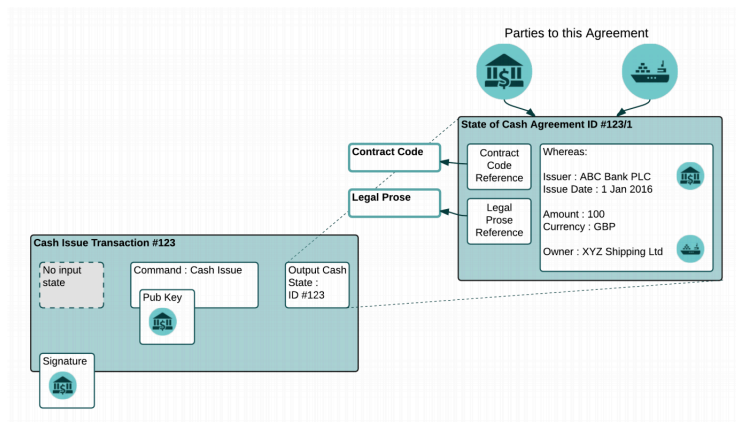 Parties to this Agreement
State of Cash Agreement ID #123/1
Contract Code
Contract
Code
Reference
Whereas:
Issuer : ABC Bank PLC
Issue Date : 1 Jan 2016
Amount : 100
Currency : GBP
Owner : XYZ Shipping Ltd
Legal Prose
Legal
Prose
Reference
Cash Issue Transaction #123
No input
state
Command : Cash Issue
Pub Key
Output Cash
State :
ID #123
Signature